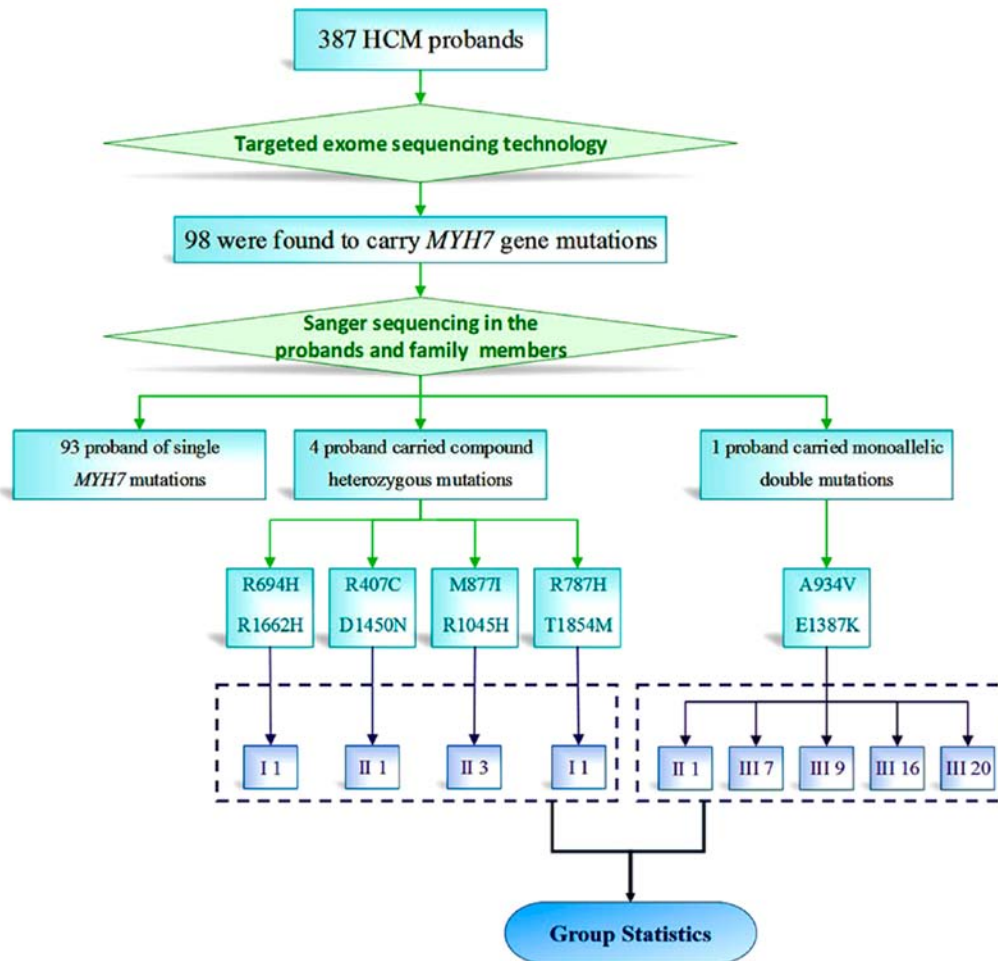 387 HCM probands
Targeted exome sequencing technology
98 were found to carry MYH7 gene mutations
Sanger sequencing in the
probands and family members
93 proband of single
MYH7 mutations
4 proband carried compound
heterozygous mutations
1 proband carried monoallelic
double mutations
R694H
R1662H
R407C
D1450N
M877I
R1045H
R787H
T1854M
A934V
E1387K
I 1
II 1
II 3
I 1
II 1
III 7
III 9
III 16
III 20
Group Statistics